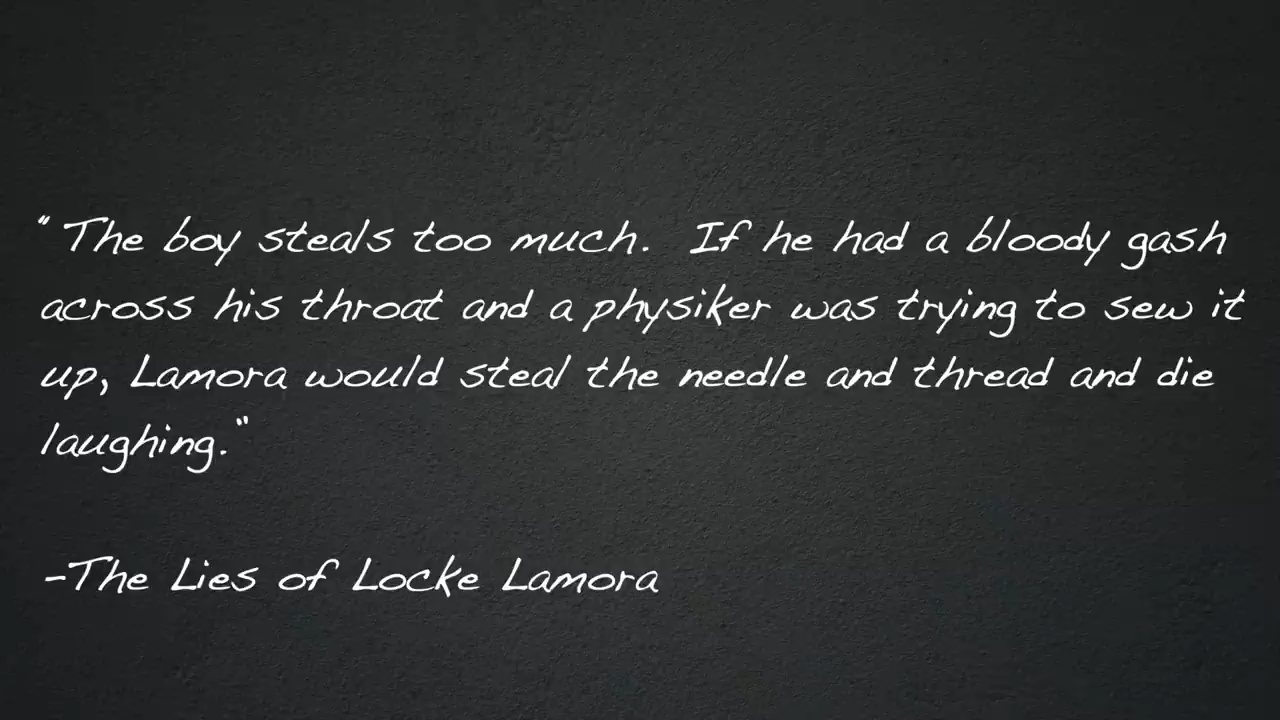 "The boy steals too much. If he had a bloody gash
across his throat and a physiker was trying to sew it
up, Lamora would steal the needle and thread and die
laughing."
-The Lies of Locke Lamora